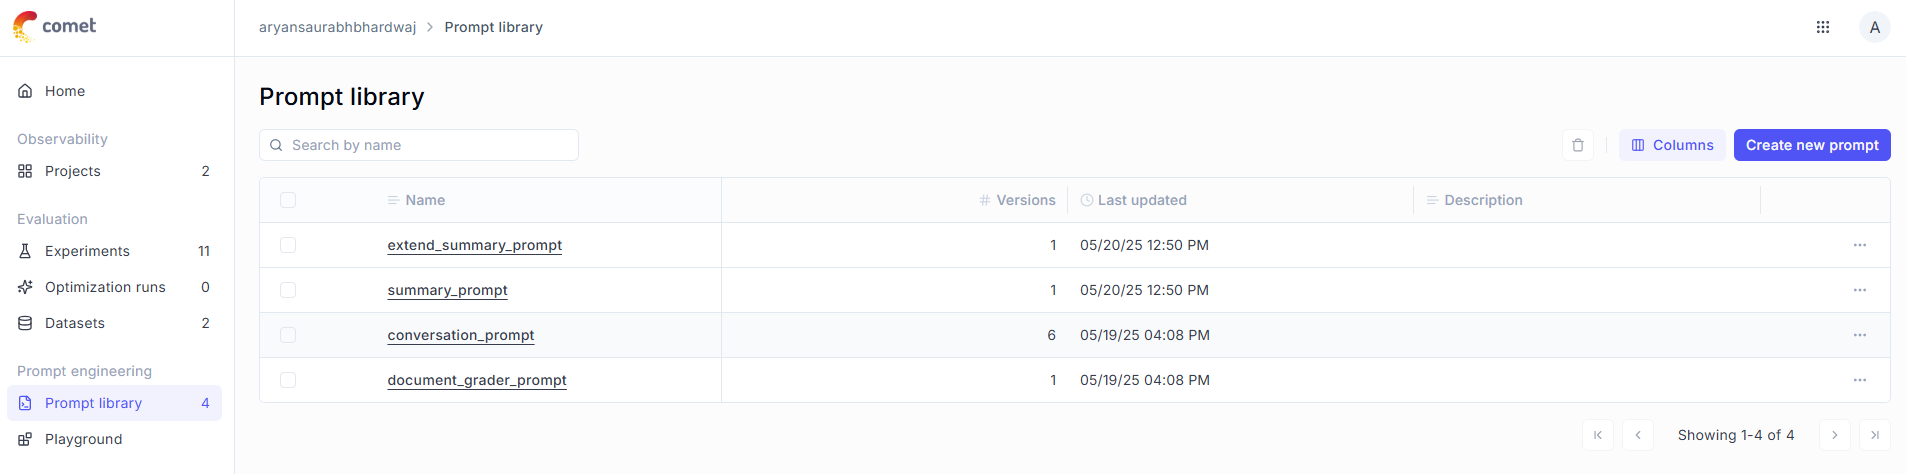 comet
aryansaurabhbhardwaj > Prompt library
A
Home
Observability
Projects 2
Evaluation
Experiments 11
Optimization runs 0
Datasets 2
Prompt engineering
Prompt library 4
Playground
Prompt library
Search by name
Columns
Create new prompt
Name # Versions Last updated Description
extend_summary_prompt 1 05/20/25 12:50 PM ...
summary_prompt 1 05/20/25 12:50 PM ...
conversation_prompt 6 05/19/25 04:08 PM ...
document_grader_prompt 1 05/19/25 04:08 PM ...
Showing 1-4 of 4